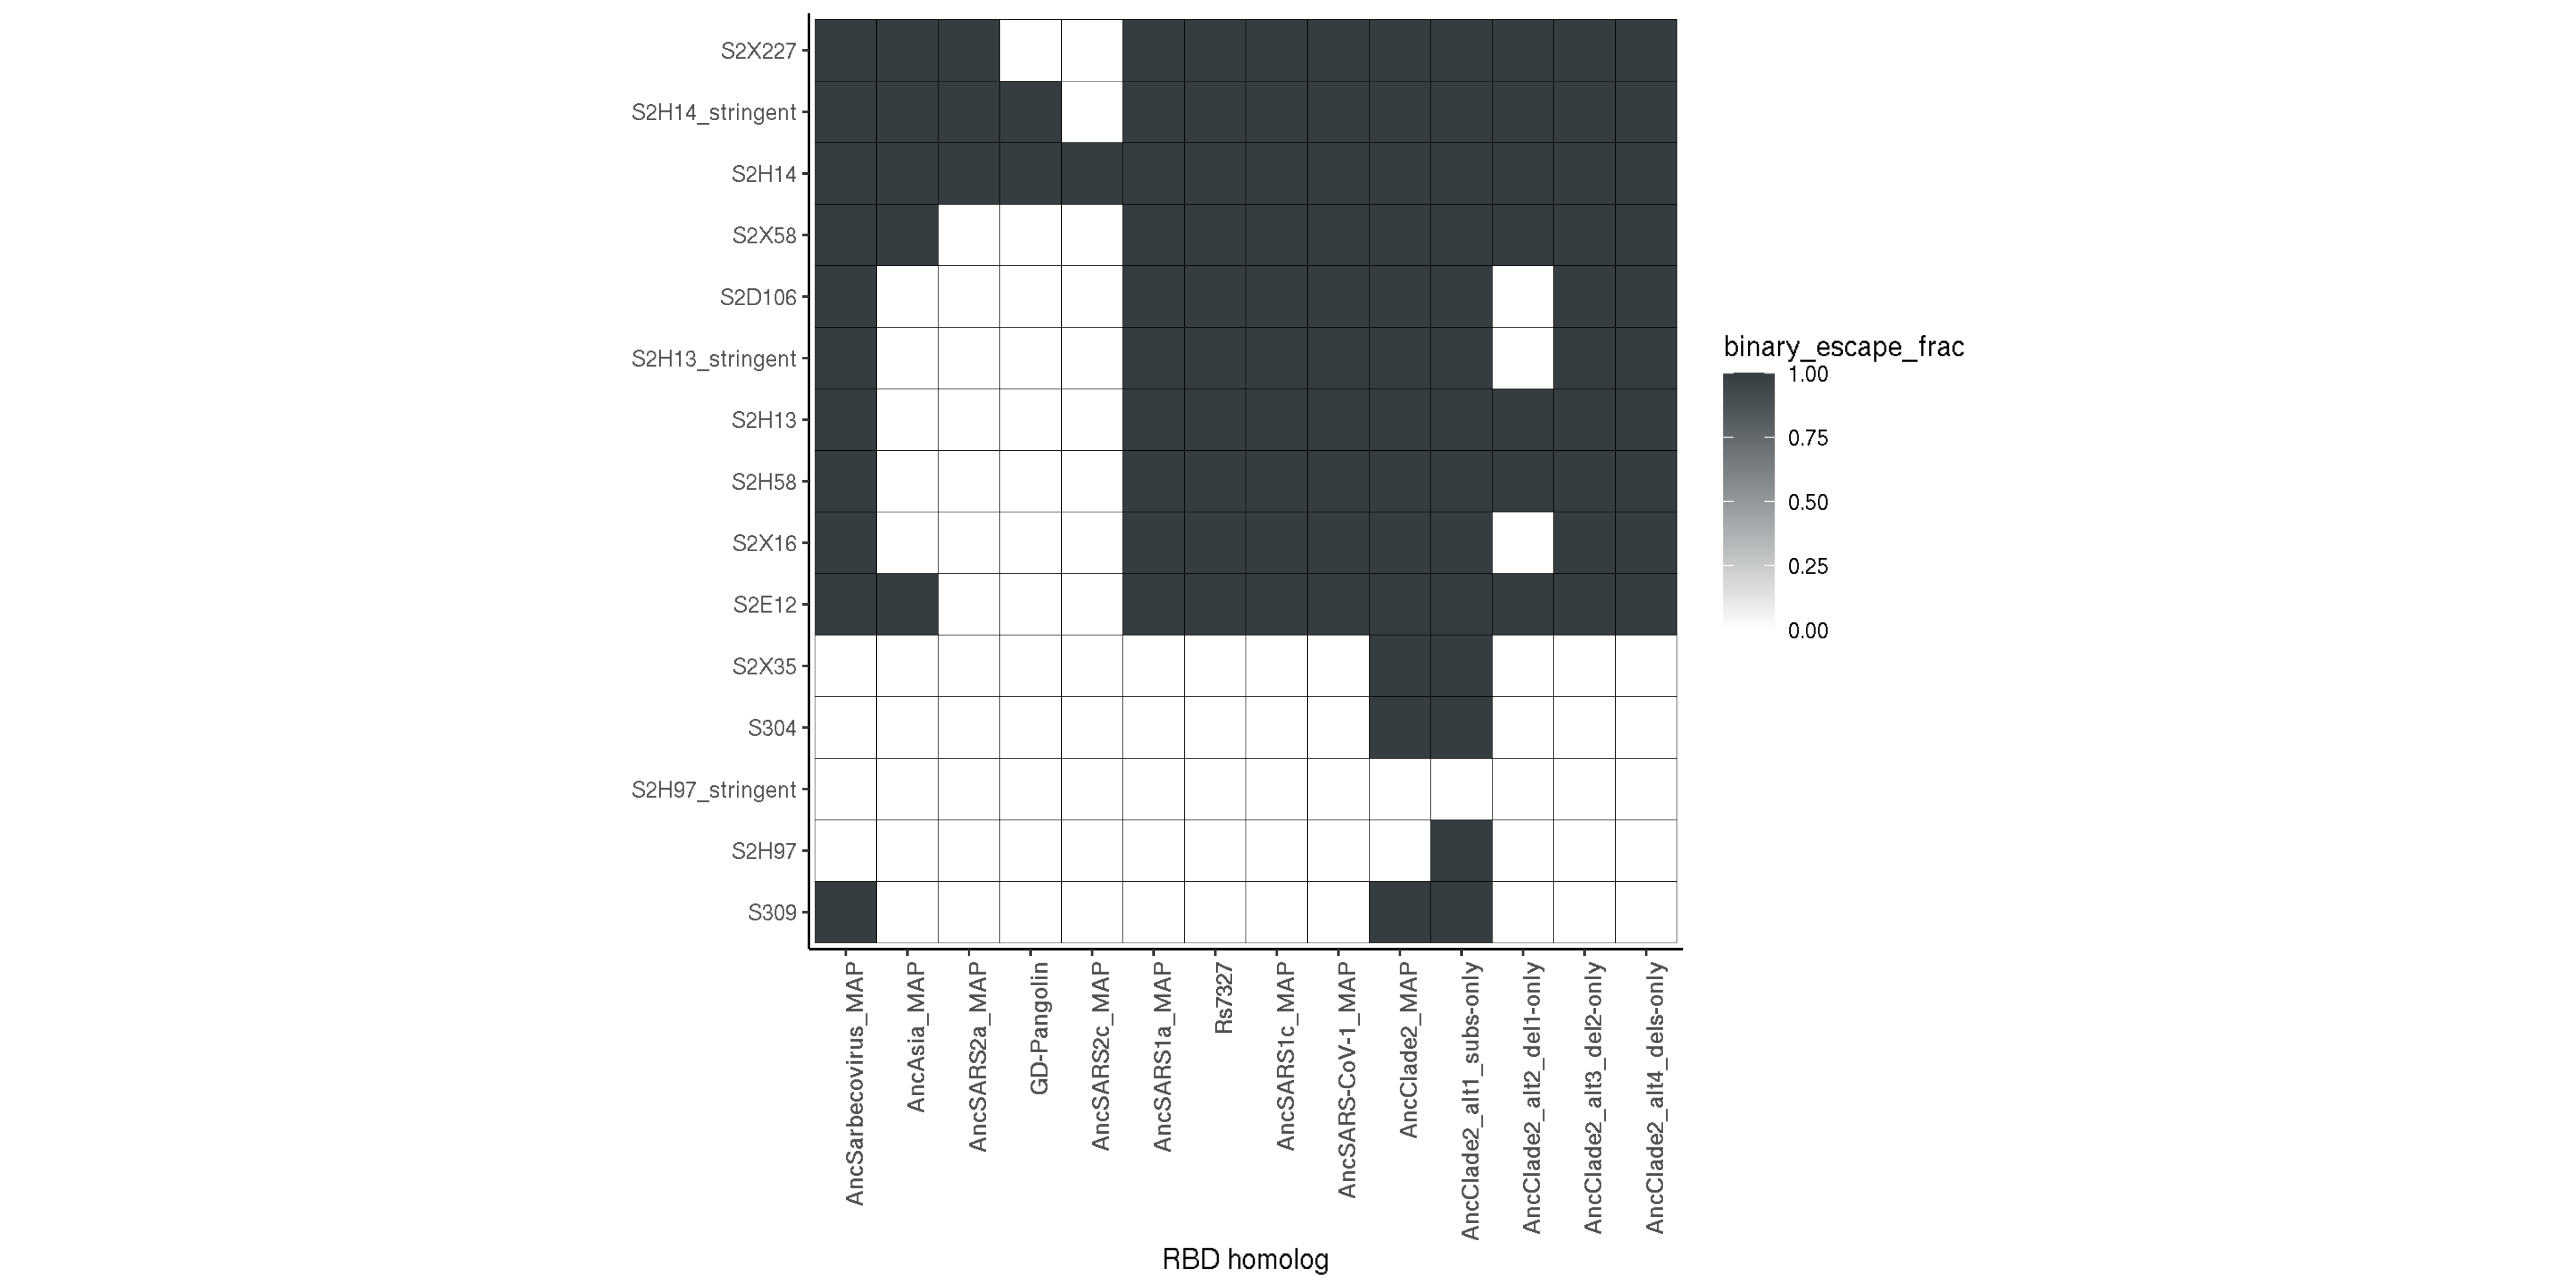 S2X227
S2H14_stringent
S2H14
S2X58
S2D106
S2H13_stringent
S2H13
S2H58
S2X16
S2E12
S2X35
S304
S2H97_stringent
S2H97
S309
AncSarbecovirus_MAP
AncAsia_MAP
AncSARS2a_MAP
GD-Pangolin
AncSARS2c_MAP
AncSARS1a_MAP
Rs7327
AncSARS1c_MAP
AncSARS-CoV-1_MAP
AncClade2_MAP
AncClade2_alt1_subs-only
AncClade2_alt2_del1-only
AncClade2_alt3_del2-only
AncClade2_alt4_dels-only
RBD homolog
binary_escape_frac
1.00
0.75
0.50
0.25
0.00